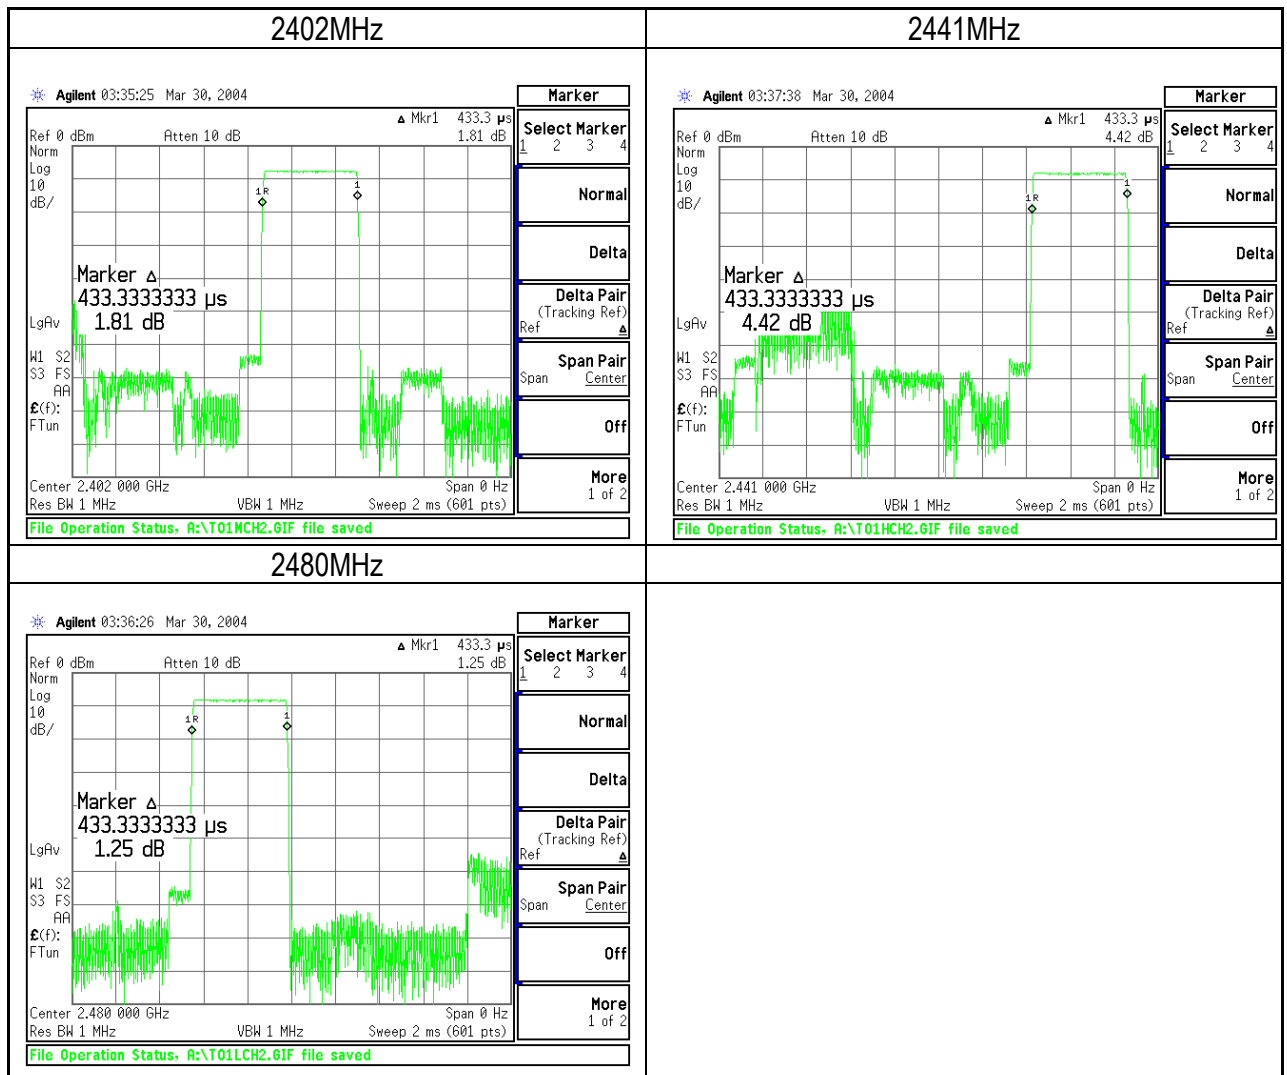 2402MHz
2441MHz
Agilent 03:35:25 Mar 30, 2004
Marker
Δ Mkr1 433.3 µs
Ref 0 dBm Atten 10 dB 1.81 dB
Norm
Log
10
dB/
1R
1
Marker Δ
433.3333333 µs
1.81 dB
LgAv
W1 S2
S3 FS
AA
£(f):
FTun
Center 2.402 000 GHz Span 0 Hz
Res BW 1 MHz VBW 1 MHz Sweep 2 ms (601 pts)
File Operation Status, A:\TO1MCH2.GIF file saved
Select Marker
1 2 3 4
Normal
Delta
Delta Pair
(Tracking Ref)
Ref Δ
Span Pair
Span Center
Off
More
1 of 2
Agilent 03:37:38 Mar 30, 2004
Marker
Δ Mkr1 433.3 µs
Ref 0 dBm Atten 10 dB 4.42 dB
Norm
Log
10
dB/
1R
1
Marker Δ
433.3333333 µs
4.42 dB
LgAv
W1 S2
S3 FS
AA
£(f):
FTun
Center 2.441 000 GHz Span 0 Hz
Res BW 1 MHz VBW 1 MHz Sweep 2 ms (601 pts)
File Operation Status, A:\TO1HCH2.GIF file saved
Select Marker
1 2 3 4
Normal
Delta
Delta Pair
(Tracking Ref)
Ref Δ
Span Pair
Span Center
Off
More
1 of 2
2480MHz
Agilent 03:36:26 Mar 30, 2004
Marker
Δ Mkr1 433.3 µs
Ref 0 dBm Atten 10 dB 1.25 dB
Norm
Log
10
dB/
1R
1
Marker Δ
433.3333333 µs
1.25 dB
LgAv
W1 S2
S3 FS
AA
£(f):
FTun
Center 2.480 000 GHz Span 0 Hz
Res BW 1 MHz VBW 1 MHz Sweep 2 ms (601 pts)
File Operation Status, A:\TO1LCH2.GIF file saved
Select Marker
1 2 3 4
Normal
Delta
Delta Pair
(Tracking Ref)
Ref Δ
Span Pair
Span Center
Off
More
1 of 2